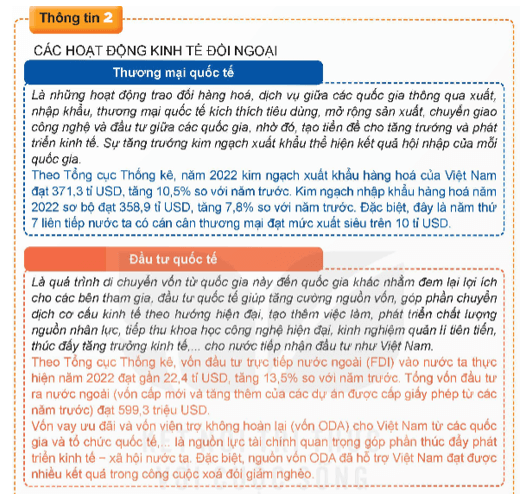 Thông tin 2
CÁC HOẠT ĐỘNG KINH TẾ ĐỐI NGOẠI
Thương mại quốc tế
Là những hoạt động trao đổi hàng hoá, dịch vụ giữa các quốc gia thông qua xuất,
nhập khẩu, thương mại quốc tế kích thích tiêu dùng, mở rộng sản xuất, chuyển giao
công nghệ và đầu tư giữa các quốc gia, nhờ đó, tạo tiền đề cho tăng trưởng và phát
triển kinh tế. Sự tăng trưởng kim ngạch xuất khẩu thể hiện kết quả hội nhập của mỗi
quốc gia.
Theo Tổng cục Thống kê, năm 2022 kim ngạch xuất khẩu hàng hoá của Việt Nam
đạt 371,3 tỉ USD, tăng 10,5% so với năm trước. Kim ngạch nhập khẩu hàng hoá năm
2022 sơ bộ đạt 358,9 tỉ USD, tăng 7,8% so với năm trước. Đặc biệt, đây là năm thứ
7 liên tiếp nước ta có cán cân thương mại đạt mức xuất siêu trên 10 tỉ USD.
Đầu tư quốc tế
Là quá trình di chuyển vốn từ quốc gia này đến quốc gia khác nhằm đem lại lợi ích
cho các bên tham gia, đầu tư quốc tế giúp tăng cường nguồn vốn, góp phần chuyển
dịch cơ cấu kinh tế theo hướng hiện đại, tạo thêm việc làm, phát triển chất lượng
nguồn nhân lực, tiếp thu khoa học công nghệ hiện đại, kinh nghiệm quản lí tiên tiến,
thúc đẩy tăng trưởng kinh tế,... cho nước tiếp nhận đầu tư như Việt Nam.
Theo Tổng cục Thống kê, vốn đầu tư trực tiếp nước ngoài (FDI) vào nước ta thực
hiện năm 2022 đạt gần 22,4 tỉ USD, tăng 13,5% so với năm trước. Tổng vốn đầu tư
ra nước ngoài (vốn cấp mới và tăng thêm của các dự án được cấp giấy phép từ các
năm trước) đạt 599,3 triệu USD.
Vốn vay ưu đãi và vốn viện trợ không hoàn lại (vốn ODA) cho Việt Nam từ các quốc
gia và tổ chức quốc tế,... là nguồn lực tài chính quan trọng góp phần thúc đẩy phát
triển kinh tế – xã hội nước ta. Đặc biệt, nguồn vốn ODA đã hỗ trợ Việt Nam đạt được
nhiều kết quả trong công cuộc xoá đói giảm nghèo.